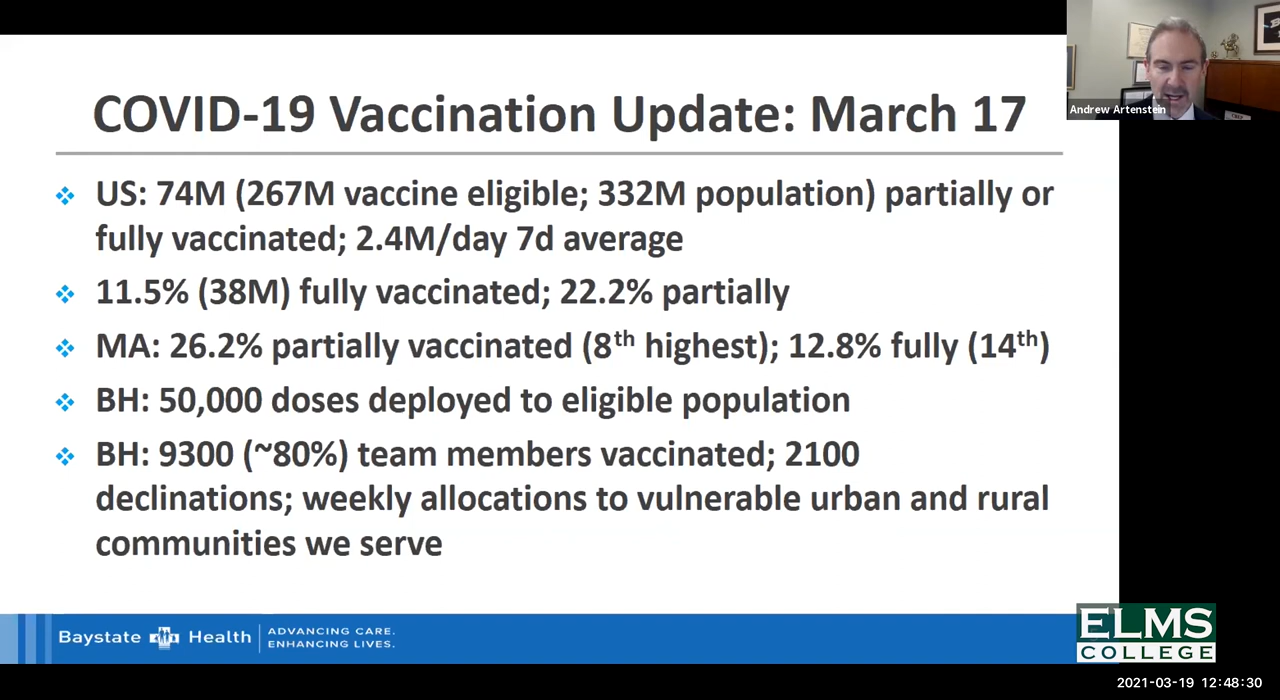 Andrew Artenstein
COVID-19 Vaccination Update: March 17
❖ US: 74M (267M vaccine eligible; 332M population) partially or
fully vaccinated; 2.4M/day 7d average
❖ 11.5% (38M) fully vaccinated; 22.2% partially
❖ MA: 26.2% partially vaccinated (8th highest); 12.8% fully (14th)
❖ BH: 50,000 doses deployed to eligible population
❖ BH: 9300 (~80%) team members vaccinated; 2100
declinations; weekly allocations to vulnerable urban and rural
communities we serve
Baystate Health
ADVANCING CARE.
ENHANCING LIVES.
ELMS
COLLEGE
2021-03-19 12:48:30